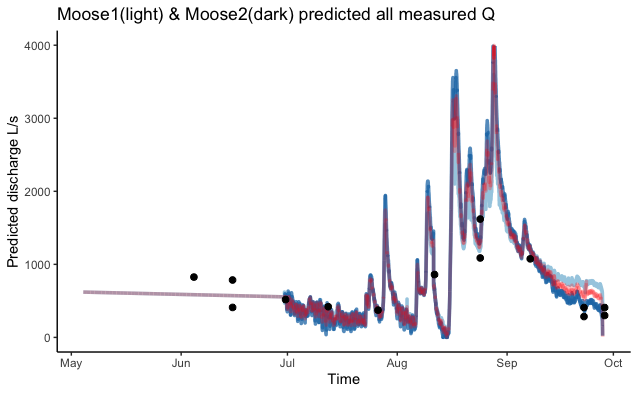 Moose1(light) & Moose2(dark) predicted all measured Q
4000
3000
2000
1000
0
Predicted discharge L/s
May
Jun
Jul
Aug
Sep
Oct
Time